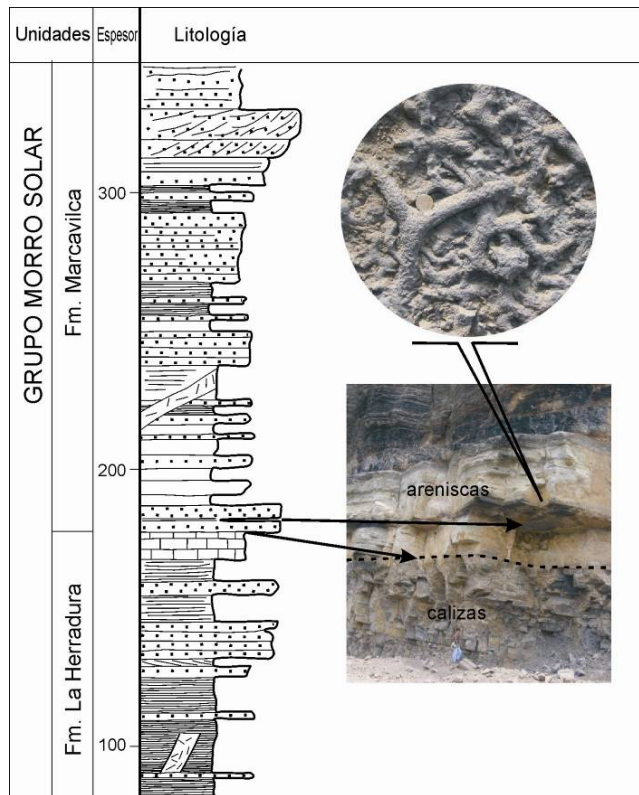 Unidades Espesor Litología
GRUPO MORRO SOLAR
Fm. Marcavilca
Fm. La Herradura
300
200
100
areniscas
calizas